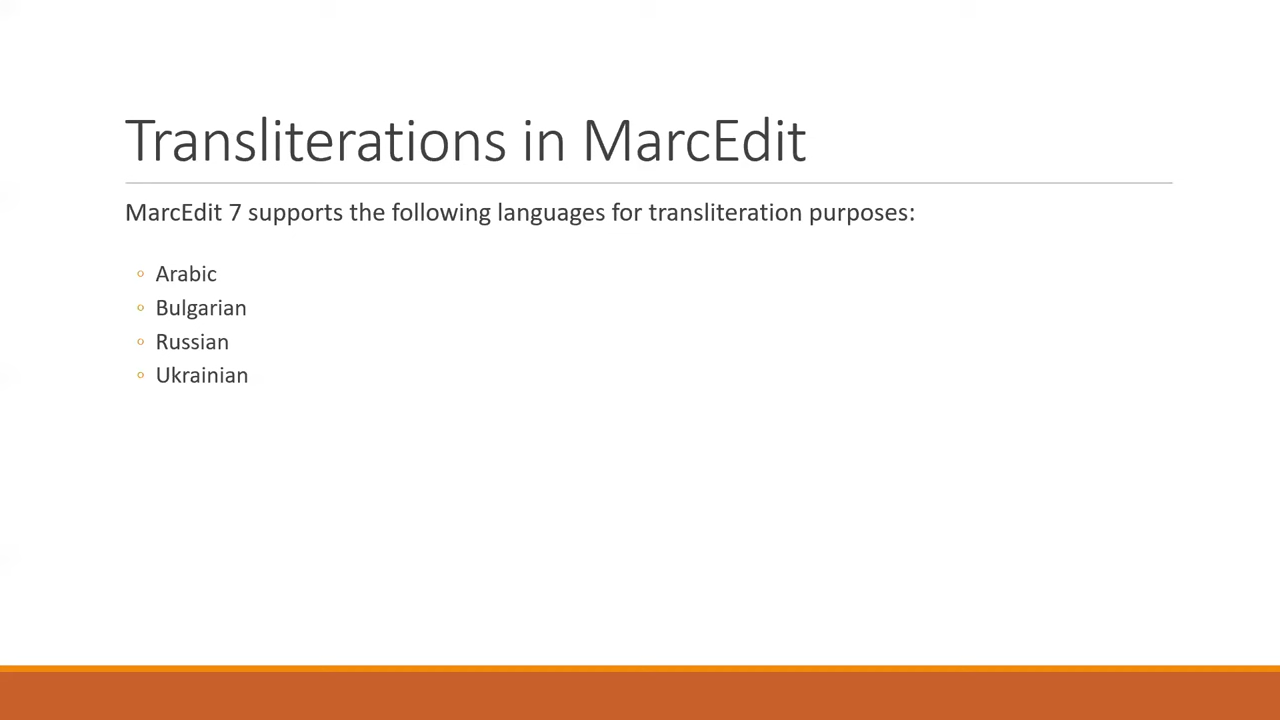 Transliterations in MarcEdit
MarcEdit 7 supports the following languages for transliteration purposes:
◦ Arabic
◦ Bulgarian
◦ Russian
◦ Ukrainian